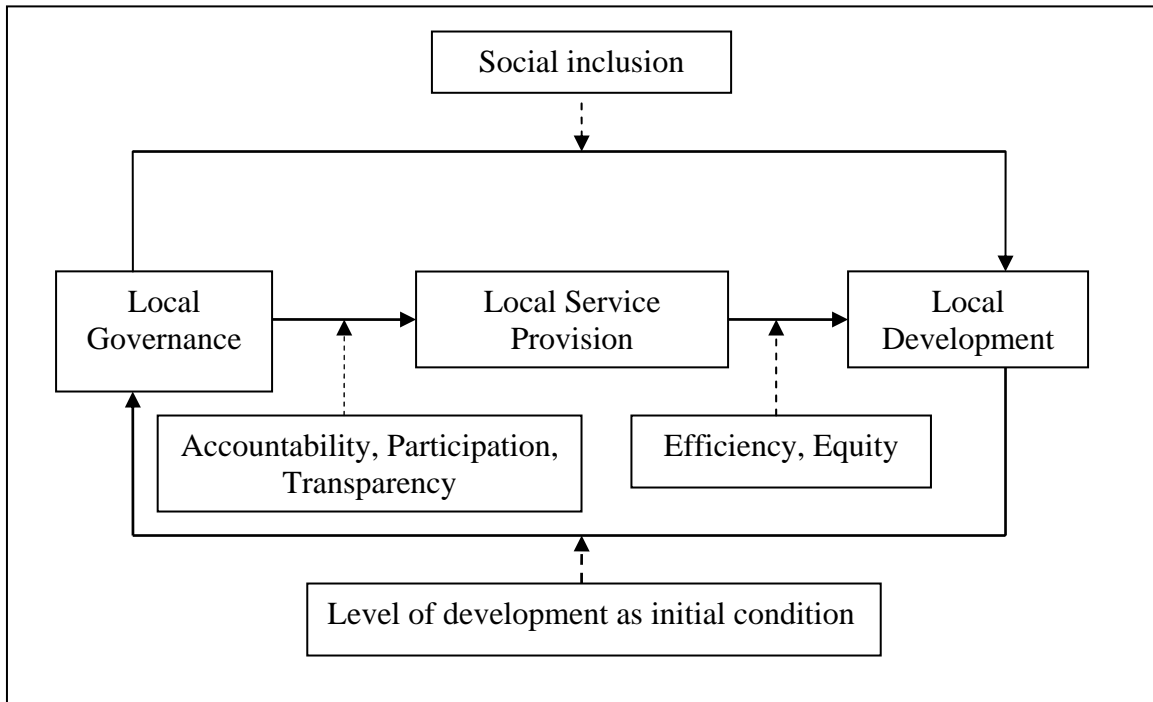 Social inclusion
Local
Governance
Local Service
Provision
Local
Development
Accountability, Participation,
Transparency
Efficiency, Equity
Level of development as initial condition